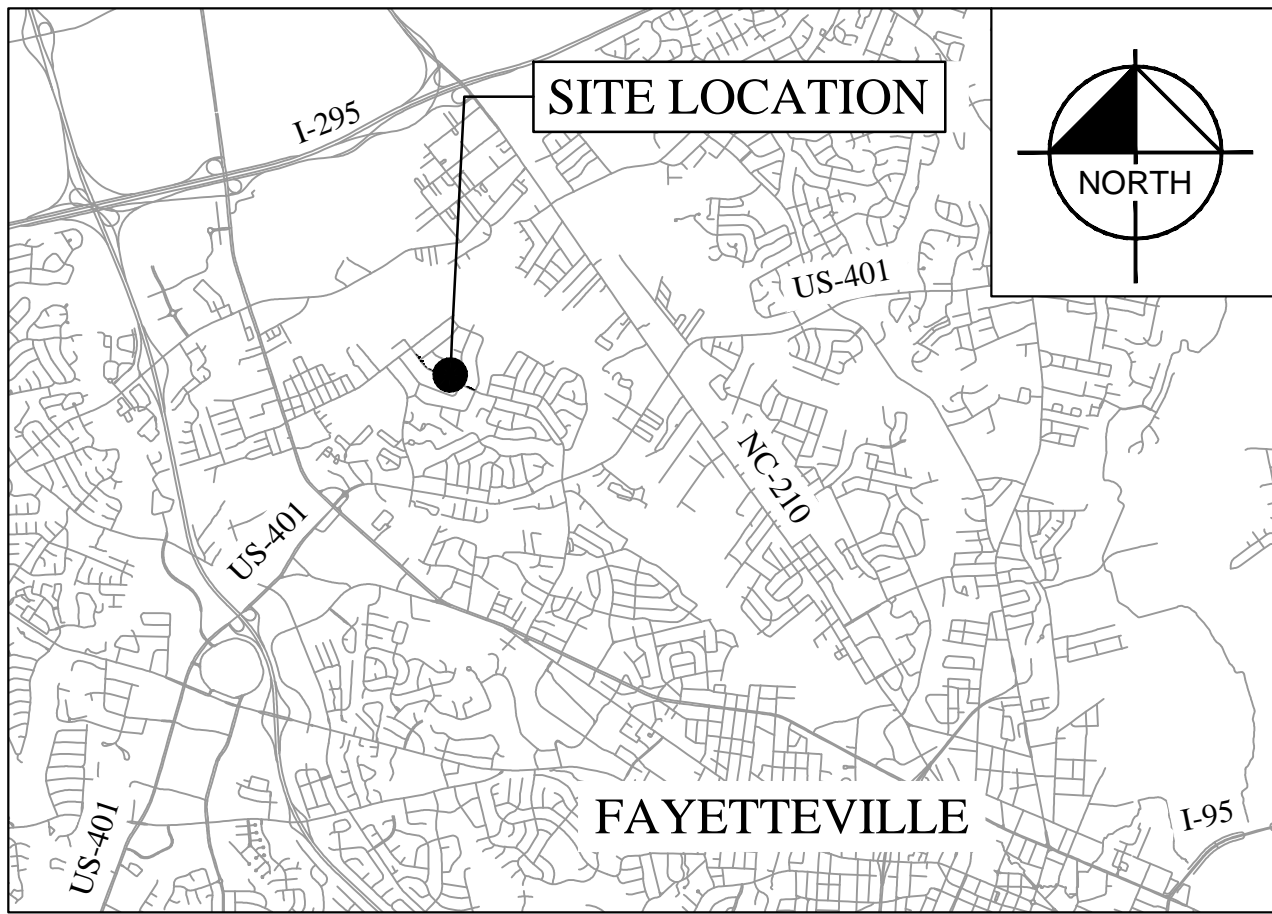 SITE LOCATION
I-295
NORTH
US-401
NC-210
US-401
FAYETTEVILLE
I-95
US-401